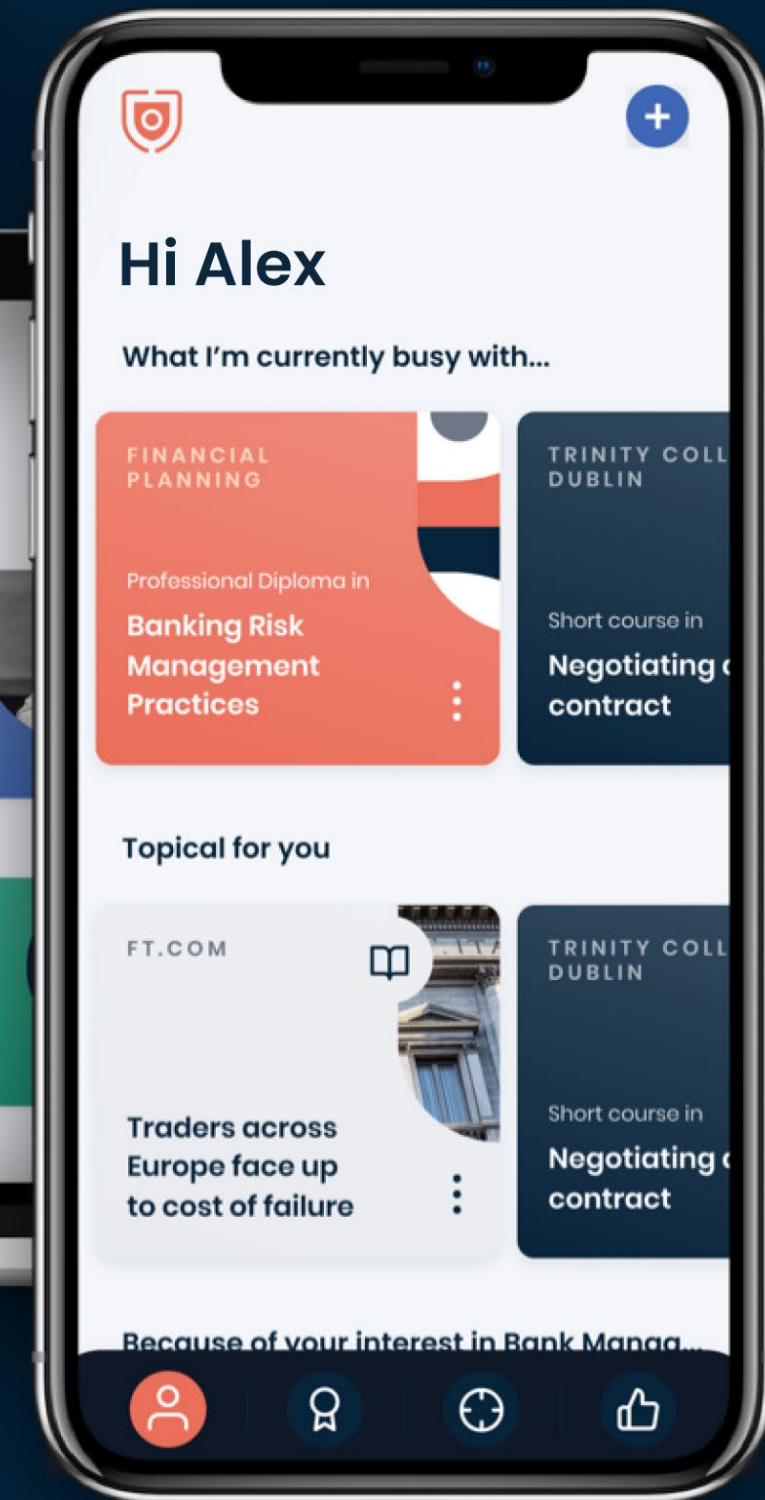 Hi Alex
What I'm currently busy with...
FINANCIAL
PLANNING
Professional Diploma in
Banking Risk
Management
Practices
TRINITY COLL
DUBLIN
Short course in
Negotiating
contract
Topical for you
FT.COM
Traders across
Europe face up
to cost of failure
TRINITY COLL
DUBLIN
Short course in
Negotiating
contract
Because of your interest in Bank Manag...